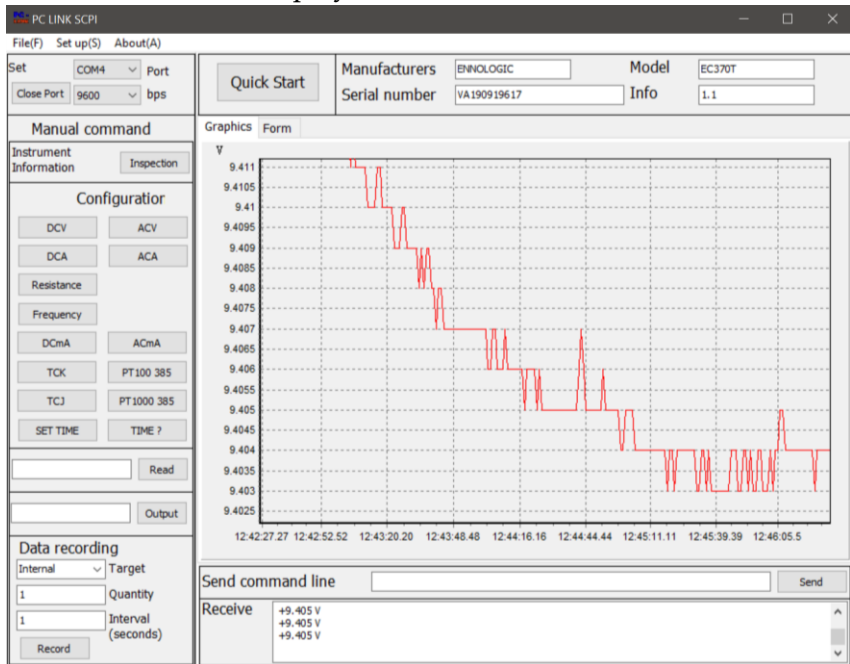 PC LINK SCPI
File(F) Set up(S) About(A)
Set COM4 Port
Close Port 9600 bps
Quick Start
Manufacturers ENNOLOGIC Model EC370T
Serial number VA190919617 Info 1.1
Manual command
Instrument
Information Inspection
Configuratior
DCV ACV
DCA ACA
Resistance
Frequency
DCmA ACmA
TCK PT100 385
TCJ PT1000 385
SET TIME TIME ?
Read
Output
Data recording
Internal Target
1 Quantity
1 Interval
(seconds)
Record
Graphics Form
V
9.411
9.4105
9.41
9.4095
9.409
9.4085
9.408
9.4075
9.407
9.4065
9.406
9.4055
9.405
9.4045
9.404
9.4035
9.403
9.4025
12:42:27.27 12:42:52.52 12:43:20.20 12:43:48.48 12:44:16.16 12:44:44.44 12:45:11.11 12:45:39.39 12:46:05.5
Send command line Send
Receive +9.405 V
+9.405 V
+9.405 V